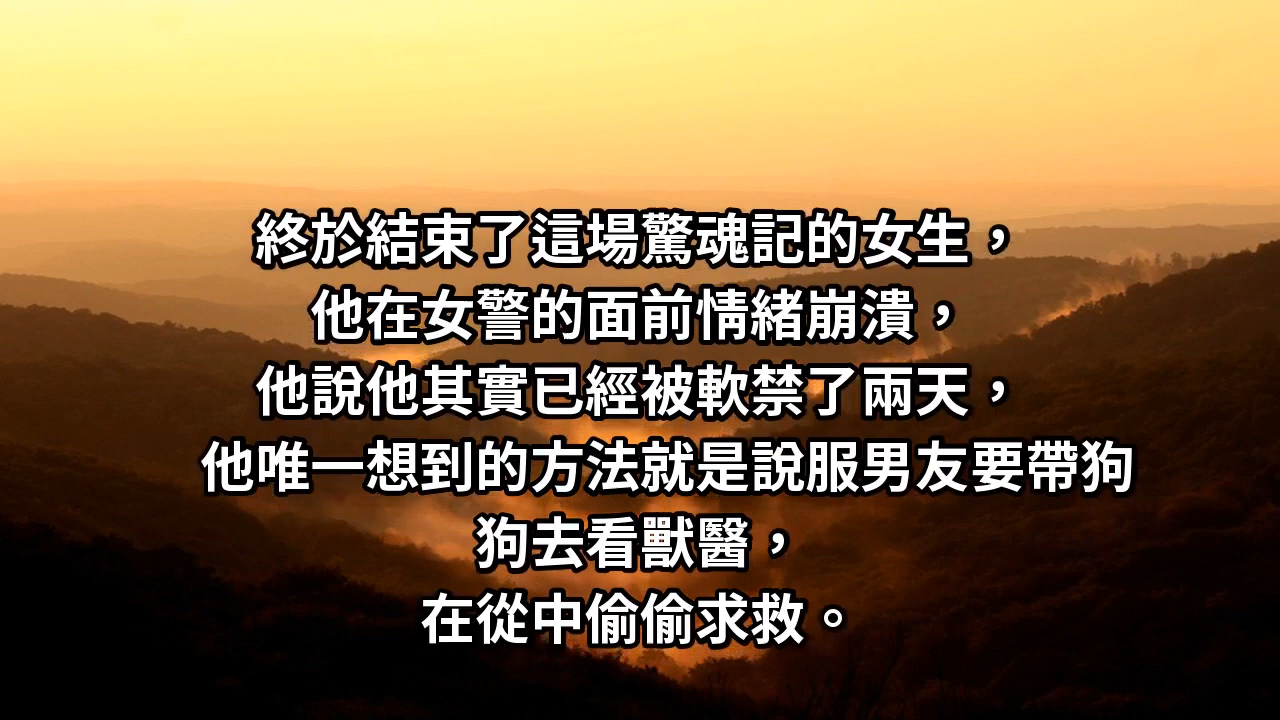 終於結束了這場驚魂記的女生，
他在女警的面前情緒崩潰，
他說他其實已經被軟禁了兩天，
他唯一想到的方法就是說服男友要帶狗
狗去看獸醫，
在從中偷偷求救。